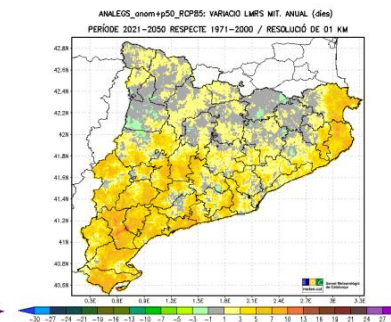 ANALEGS_anom+p50_RCP85: VARIACIO LMRS MIT. ANUAL (dies)
PERÍODE 2021-2050 RESPECTE 1971-2000 / RESOLUCIÓ DE 01 KM
42.8N
42.6N
42.4N
42.2N
42N
41.8N
41.6N
41.4N
41.2N
41N
40.8N
40.6N
Servei Meteorològic
de Catalunya
meteo.cat
0.3E 0.6E 0.9E 1.2E 1.5E 1.8E 2.1E 2.4E 2.7E 3E 3.3E
-30 -27 -24 -21 -19 -16 -13 -10 -7 -5 -3 -1 1 3 5 7 10 13 16 19 21 24 27